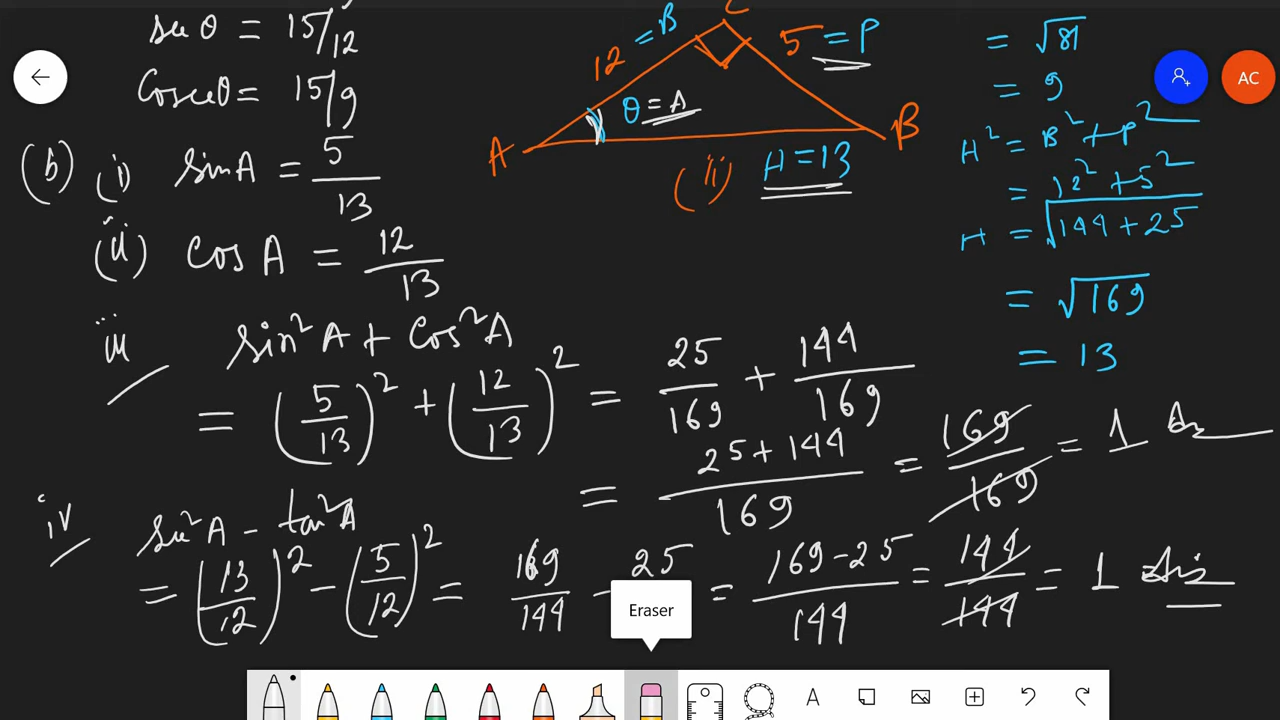 sec θ = 15/12
Cosecθ = 15/9
(b) (i) sin A = 5/13
(ii) cos A = 12/13
iii sin²A + cos²A
= (5/13)² + (12/13)² = 25/169 + 144/169
= 25+144/169 = 169/169 = 1 Ans
iv sec²A - tan²A
= (13/12)² - (5/12)² = 169/144 - 25 = 169-25/144 = 144/144 = 1 Ans
C
12 = B
5 = P
θ = A
A
B
(ii) H = 13
= √81
= 9
H² = B² + P²
= 12² + 5²
H = √144 + 25
= √169
= 13
AC
Eraser
A